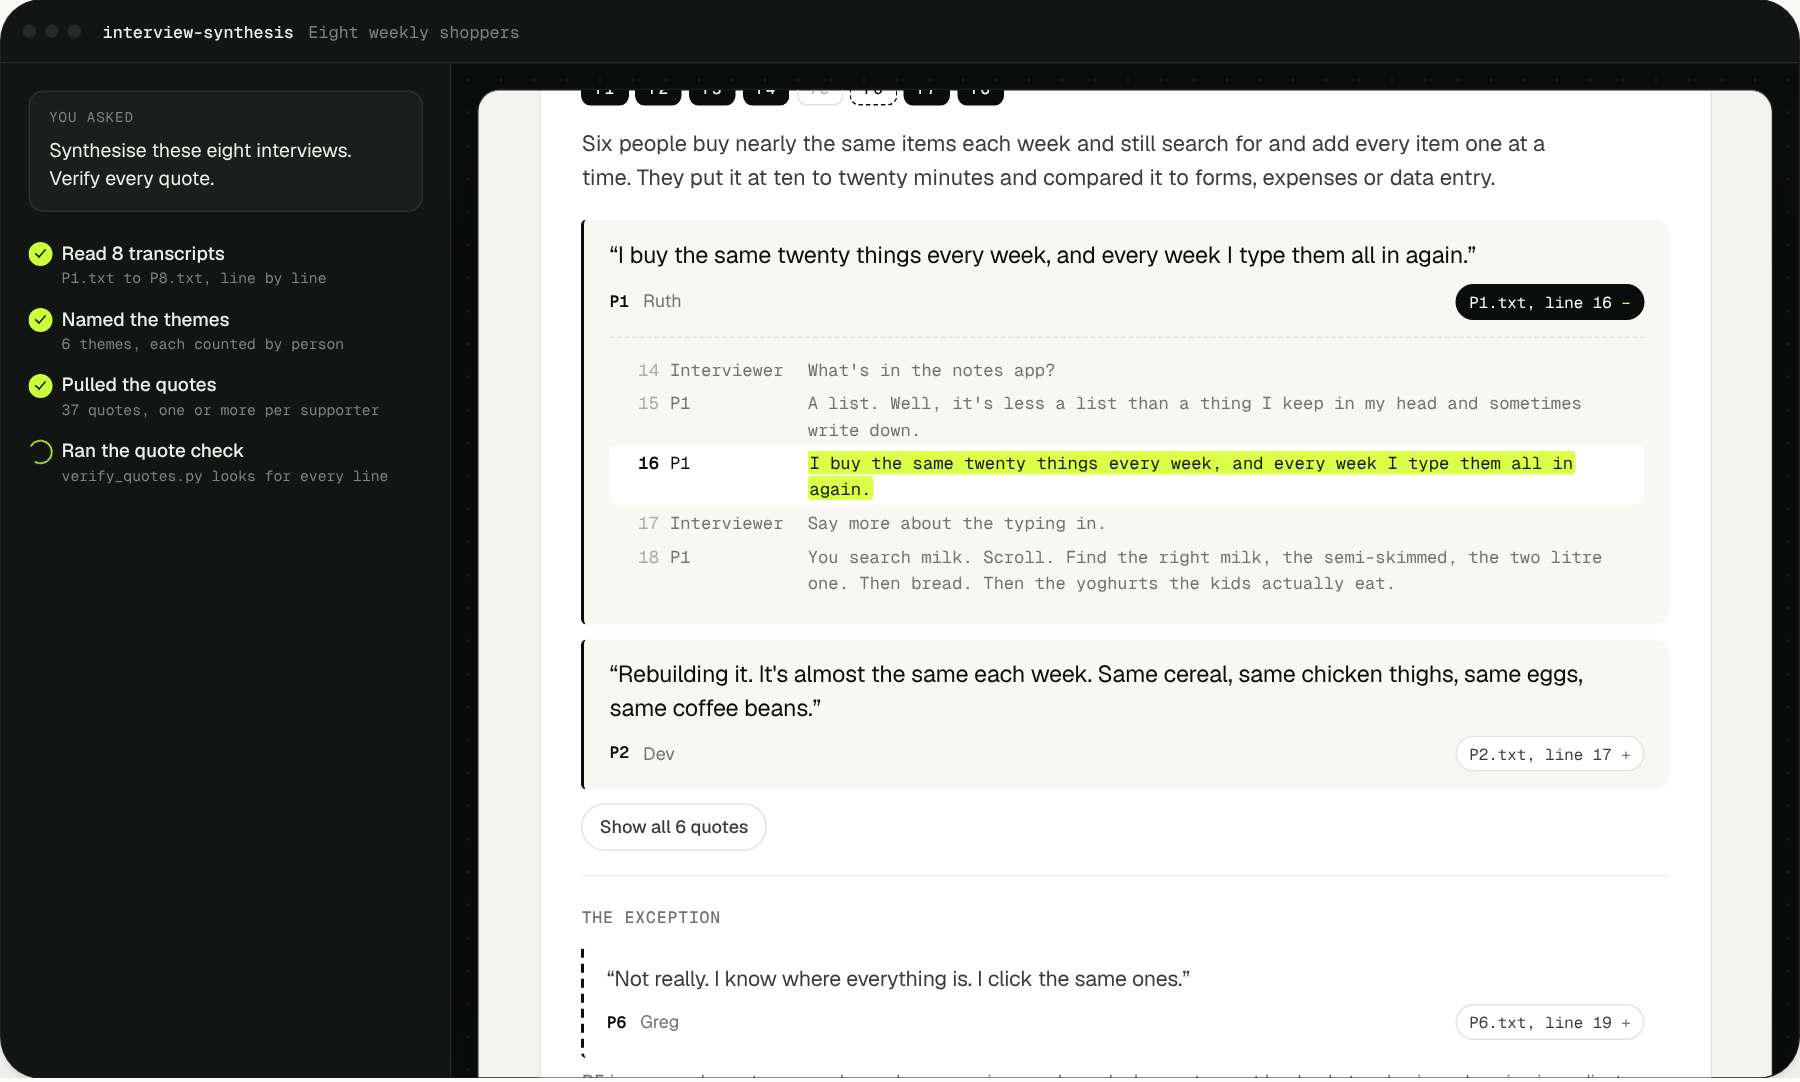 interview-synthesis Eight weekly shoppers
YOU ASKED
Synthesise these eight interviews.
Verify every quote.
Read 8 transcripts
P1.txt to P8.txt, line by line
Named the themes
6 themes, each counted by person
Pulled the quotes
37 quotes, one or more per supporter
Ran the quote check
verify_quotes.py looks for every line
Six people buy nearly the same items each week and still search for and add every item one at a
time. They put it at ten to twenty minutes and compared it to forms, expenses or data entry.
“I buy the same twenty things every week, and every week I type them all in again.”
P1 Ruth P1.txt, line 16 −
14 Interviewer What's in the notes app?
15 P1 A list. Well, it's less a list than a thing I keep in my head and sometimes
write down.
16 P1 I buy the same twenty things every week, and every week I type them all in
again.
17 Interviewer Say more about the typing in.
18 P1 You search milk. Scroll. Find the right milk, the semi-skimmed, the two litre
one. Then bread. Then the yoghurts the kids actually eat.
“Rebuilding it. It's almost the same each week. Same cereal, same chicken thighs, same eggs,
same coffee beans.”
P2 Dev P2.txt, line 17 +
Show all 6 quotes
THE EXCEPTION
“Not really. I know where everything is. I click the same ones.”
P6 Greg P6.txt, line 19 +